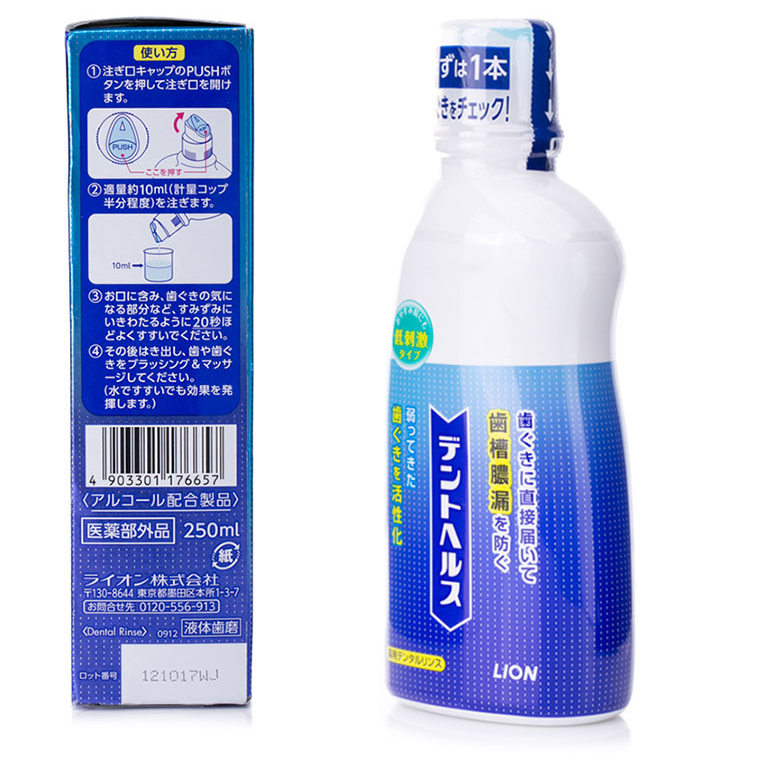 使い方
①注ぎ口キャップのPUSHボ
タンを押して注ぎ口を開け
ます。
PUSH
ここを押す
②適量約10ml(計量コップ
半分程度)を注ぎます。
10ml
③お口に含み、歯ぐきの気に
なる部分など、すみずみに
いきわたるように20秒ほ
どよくすすいでください。
④その後はき出し、歯や歯ぐ
きをブラッシング&マッサ
ージしてください。
(水ですすいでも効果を発
揮します。)
4 903301 176657
〈アルコール配合製品〉
医薬部外品 250ml
紙
ライオン株式会社
〒130-8644 東京都墨田区本所1-3-7
お問合せ先 0120-556-913
〈Dental Rinse〉. 0912 液体歯磨
ロット番号 121017WJ
ずは1本
ぐきをチェック!
低刺激
タイプ
歯ぐきに直接届いて
歯槽膿漏を防ぐ
デントヘルス
弱ってきた
歯ぐきを活性化
薬用デンタルリンス
LION